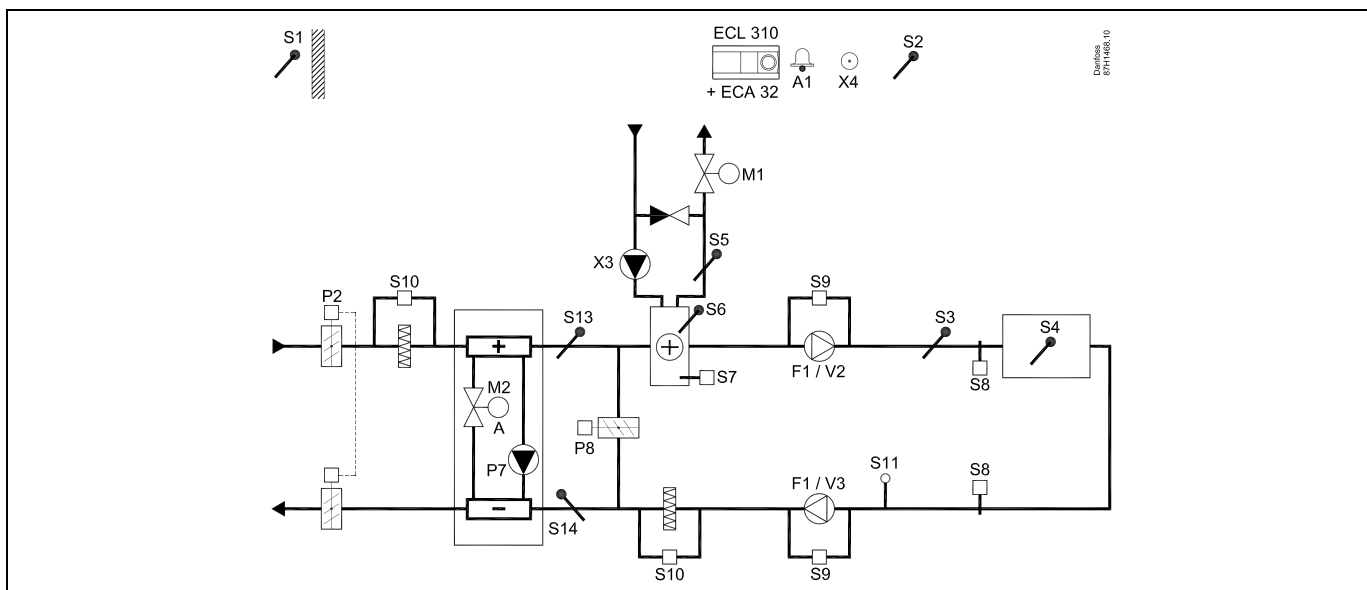 S1
ECL 310
+ ECA 32
A1
X4
S2
Danfoss
87H1468.10
M1
S5
X3
S10
P2
S13
S6
S9
S3
S4
+
+
S7
F1 / V2
S8
M2
A
P8
P7
S11
F1 / V3
S8
-
S14
S10
S9